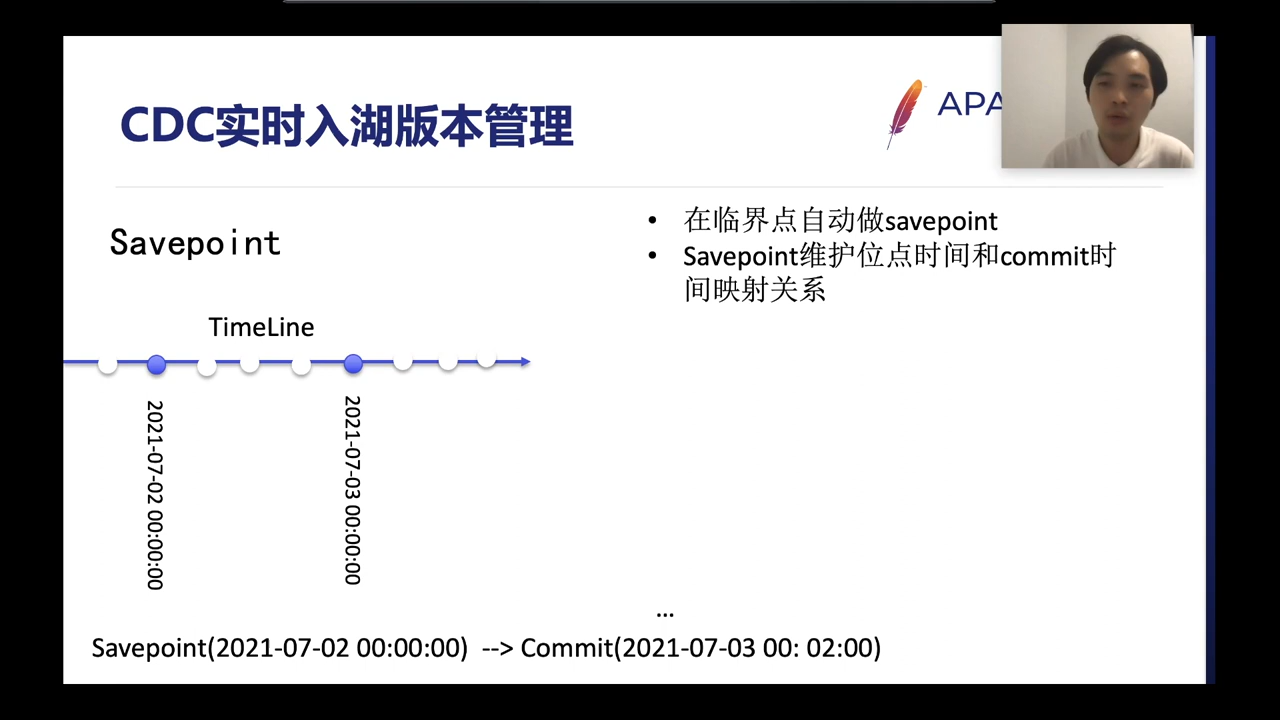 CDC实时入湖版本管理
APA
Savepoint
在临界点自动做savepoint
Savepoint维护位点时间和commit时
间映射关系
TimeLine
2021-07-02 00:00:00
2021-07-03 00:00:00
...
Savepoint(2021-07-02 00:00:00) --> Commit(2021-07-03 00: 02:00)